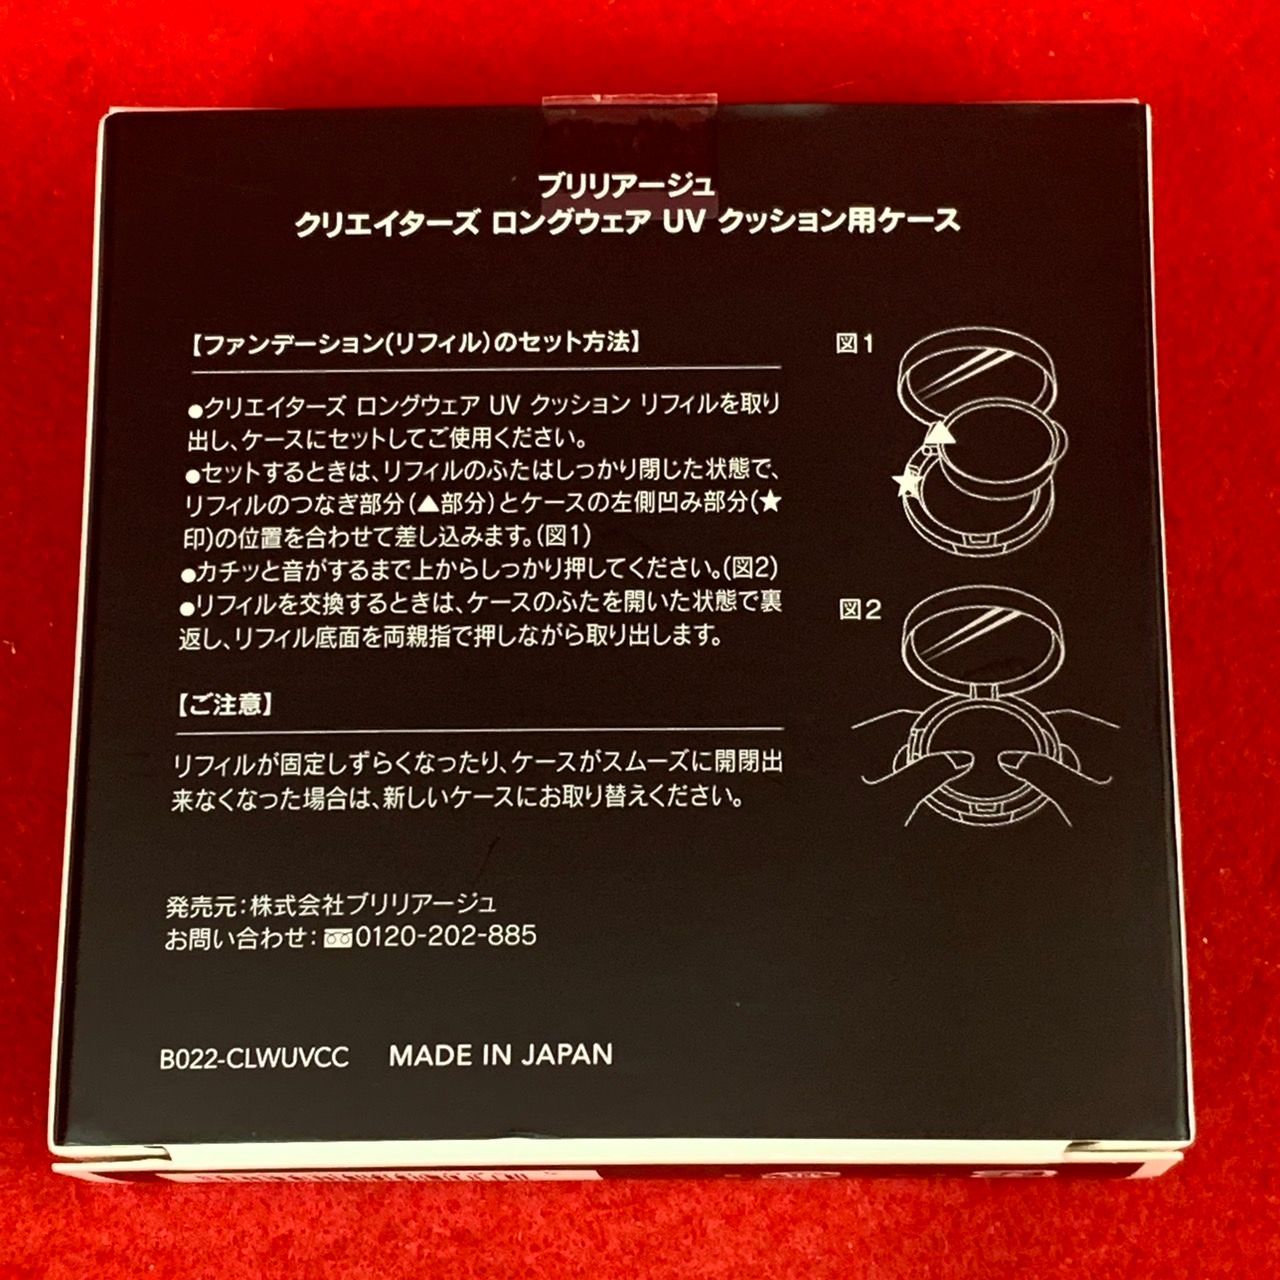 ブリリアージュ
クリエイターズ ロングウェア UV クッション用ケース
【ファンデーション(リフィル)のセット方法】
●クリエイターズ ロングウェア UV クッション リフィルを取り
出し、ケースにセットしてご使用ください。
●セットするときは、リフィルのふたはしっかり閉じた状態で、
リフィルのつなぎ部分(▲部分)とケースの左側凹み部分(★
印)の位置を合わせて差し込みます。(図1)
●カチッと音がするまで上からしっかり押してください。(図2)
●リフィルを交換するときは、ケースのふたを開いた状態で裏
返し、リフィル底面を両親指で押しながら取り出します。
図1
図2
【ご注意】
リフィルが固定しずらくなったり、ケースがスムーズに開閉出
来なくなった場合は、新しいケースにお取り替えください。
発売元:株式会社ブリリアージュ
お問い合わせ:0120-202-885
B022-CLWUVCC MADE IN JAPAN